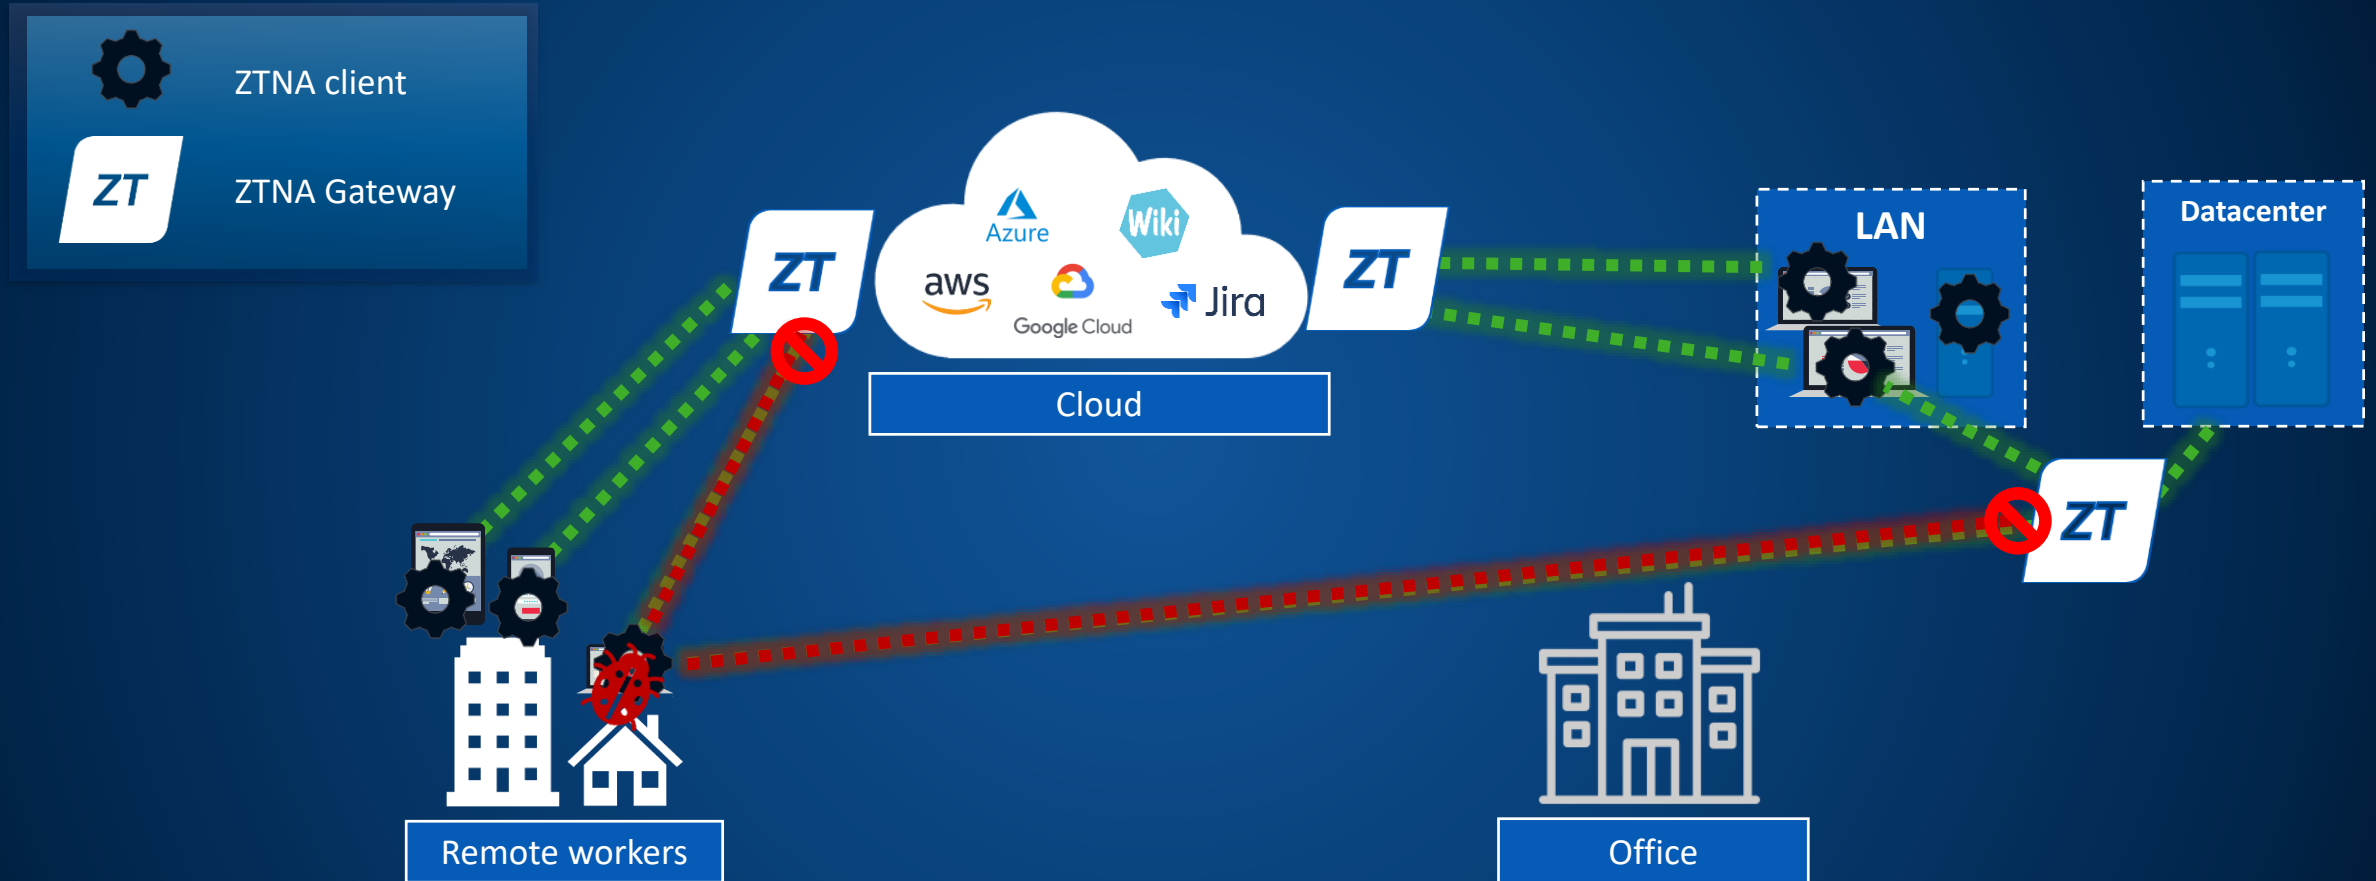 ZTNA client
ZT
ZTNA Gateway
ZT
Azure
Wiki
aws
Google Cloud
Jira
ZT
Cloud
LAN
Datacenter
ZT
Remote workers
Office